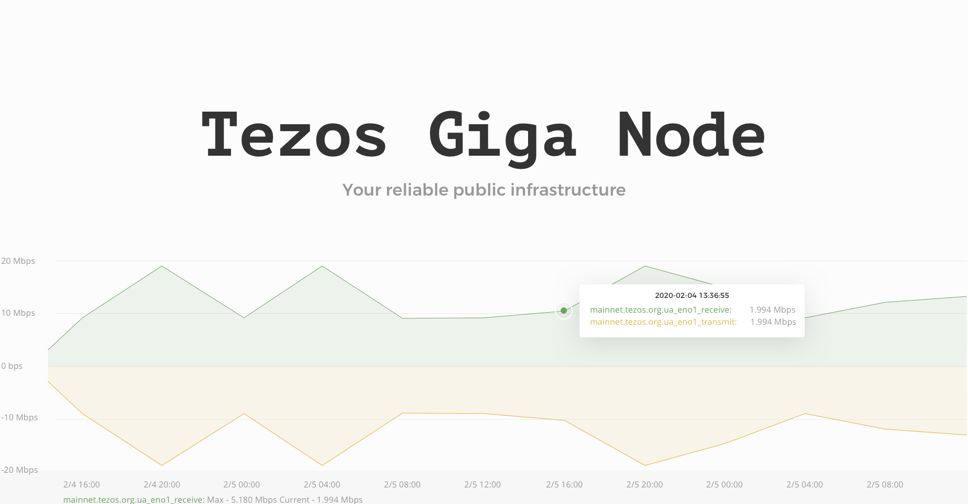 Tezos Giga Node
Your reliable public infrastructure
20 Mbps
10 Mbps
0 bps
-10 Mbps
-20 Mbps
2020-02-04 13:36:55
mainnet.tezos.org.ua_eno1_receive: 1.994 Mbps
mainnet.tezos.org.ua_eno1_transmit: 1.994 Mbps
2/4 16:00 2/4 20:00 2/5 00:00 2/5 04:00 2/5 08:00 2/5 12:00 2/5 16:00 2/5 20:00 2/5 00:00 2/5 04:00 2/5 08:00
mainnet.tezos.org.ua_eno1_receive: Max - 5.180 Mbps Current - 1.994 Mbps